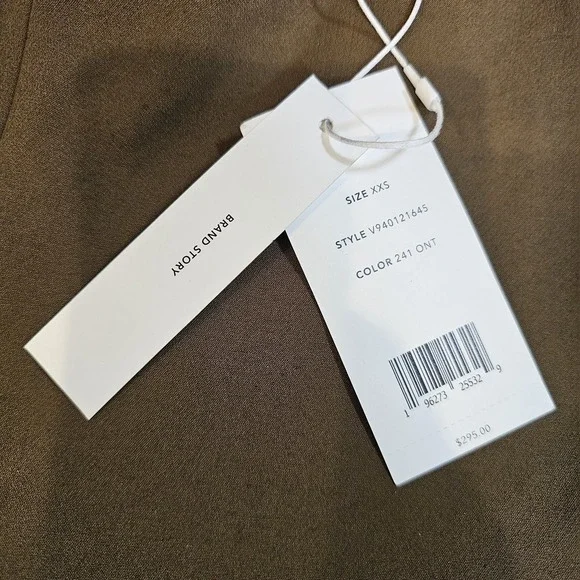 BRAND STORY
SIZE XXS
STYLE V940121645
COLOR 241 ONT
1 96273 25532 9
$295.00